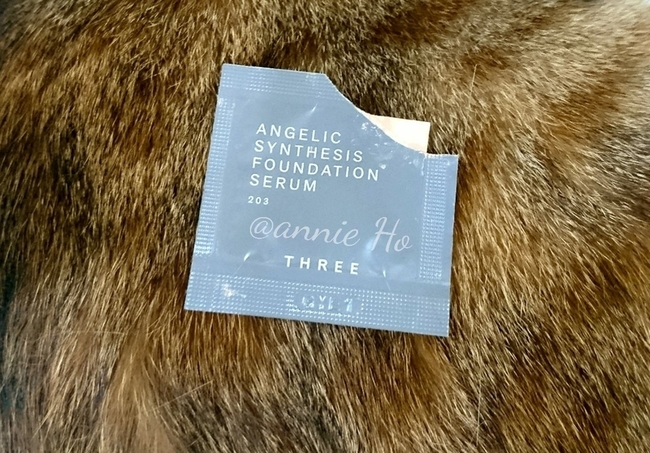 ANGELIC
SYNTHESIS
FOUNDATION
SERUM
203
@annie Ho
THREE